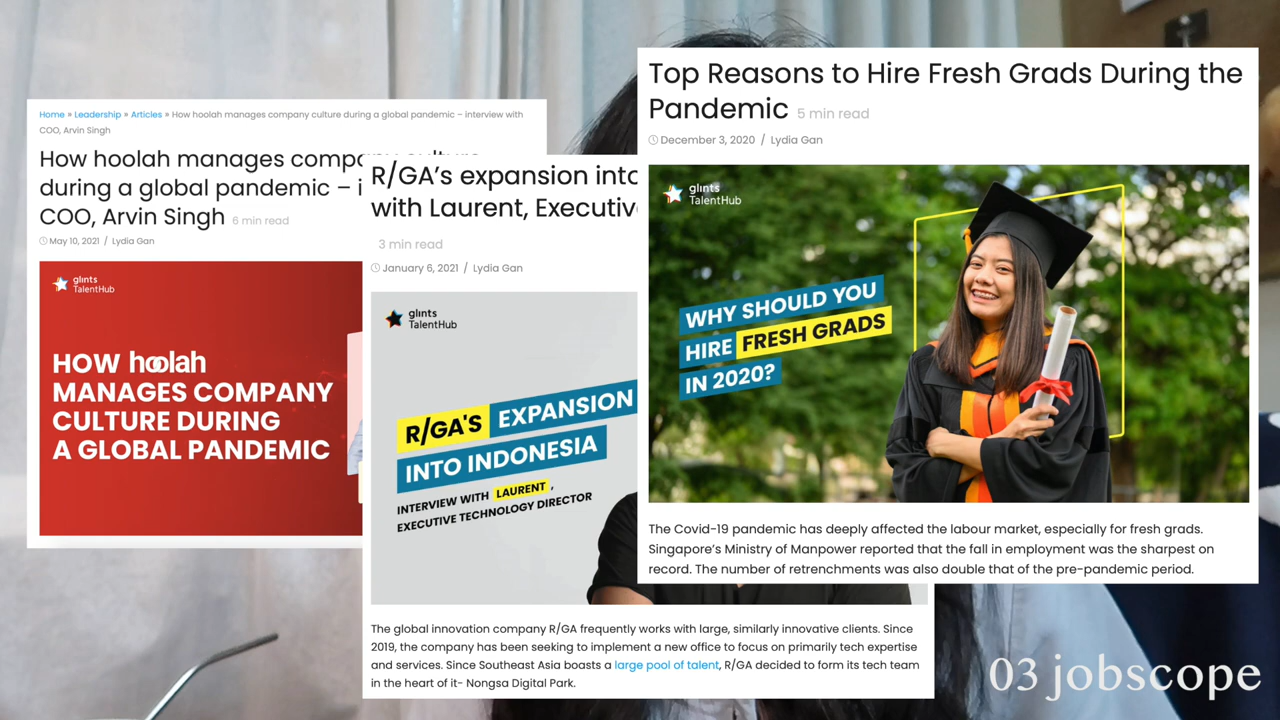 Home » Leadership » Articles » How hoolah manages company culture during a global pandemic – interview with
COO, Arvin Singh
How hoolah manages company culture
during a global pandemic – i
COO, Arvin Singh 6 min read
May 10, 2021 / Lydia Gan
glints
TalentHub
HOW hoolah
MANAGES COMPANY
CULTURE DURING
A GLOBAL PANDEMIC
R/GA's expansion into
with Laurent, Executiv
3 min read
January 6, 2021 / Lydia Gan
glints
TalentHub
R/GA'S EXPANSION
INTO INDONESIA
INTERVIEW WITH LAURENT ,
EXECUTIVE TECHNOLOGY DIRECTOR
The global innovation company R/GA frequently works with large, similarly innovative clients. Since
2019, the company has been seeking to implement a new office to focus on primarily tech expertise
and services. Since Southeast Asia boasts a large pool of talent, R/GA decided to form its tech team
in the heart of it- Nongsa Digital Park.
Top Reasons to Hire Fresh Grads During the
Pandemic 5 min read
December 3, 2020 / Lydia Gan
glints
TalentHub
WHY SHOULD YOU
HIRE FRESH GRADS
IN 2020?
The Covid-19 pandemic has deeply affected the labour market, especially for fresh grads.
Singapore's Ministry of Manpower reported that the fall in employment was the sharpest on
record. The number of retrenchments was also double that of the pre-pandemic period.
03 jobscope